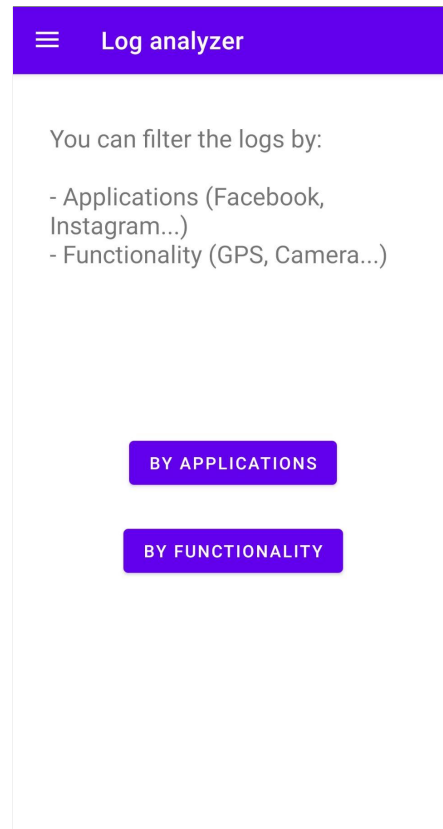 Log analyzer
You can filter the logs by:
- Applications (Facebook,
Instagram...)
- Functionality (GPS, Camera...)
BY APPLICATIONS
BY FUNCTIONALITY